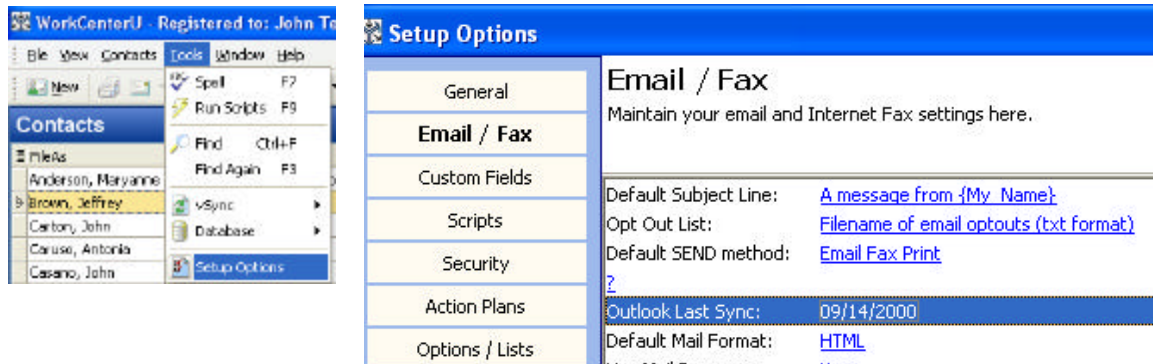 WorkCenterU - Registered to: John Te
File View Contacts Tools Window Help
New
Spell F7
Run Scripts F9
Find Ctrl+F
Find Again F3
vSync
Database
Setup Options
Contacts
FileAs
Anderson, Maryanne
Brown, Jeffrey
Carton, John
Caruso, Antonia
Casano, John
Setup Options
General
Email / Fax
Custom Fields
Scripts
Security
Action Plans
Options / Lists
Email / Fax
Maintain your email and Internet Fax settings here.
Default Subject Line: A message from {My_Name}
Opt Out List: Filename of email optouts (txt format)
Default SEND method: Email Fax Print
?
Outlook Last Sync: 09/14/2000
Default Mail Format: HTML